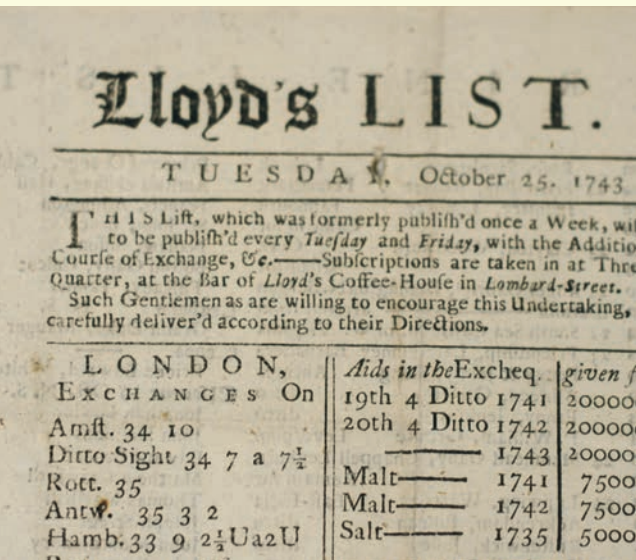 Lloyd's LIST.
TUESDAY, October 25. 1743
THIS Liſt, which was formerly publiſh'd once a Week, wil
to be publiſh'd every Tueſday and Friday, with the Additio
Courſe of Exchange, &c.——Subſcriptions are taken in at Thre
Quarter, at the Bar of Lloyd's Coffee-Houſe in Lombard-Street.
Such Gentlemen as are willing to encourage this Undertaking,
carefully deliver'd according to their Directions.
LONDON,
EXCHANGES On
Amſt. 34 10
Ditto Sight 34 7 a 7½
Rott. 35
Antw. 35 3 2
Hamb. 33 9 2½Ua2U
Aids in the Excheq. given f
19th 4 Ditto 1741 20000
20th 4 Ditto 1742 20000
—— 1743 20000
Malt—— 1741 7500
Malt—— 1742 7500
Salt—— 1735 5000